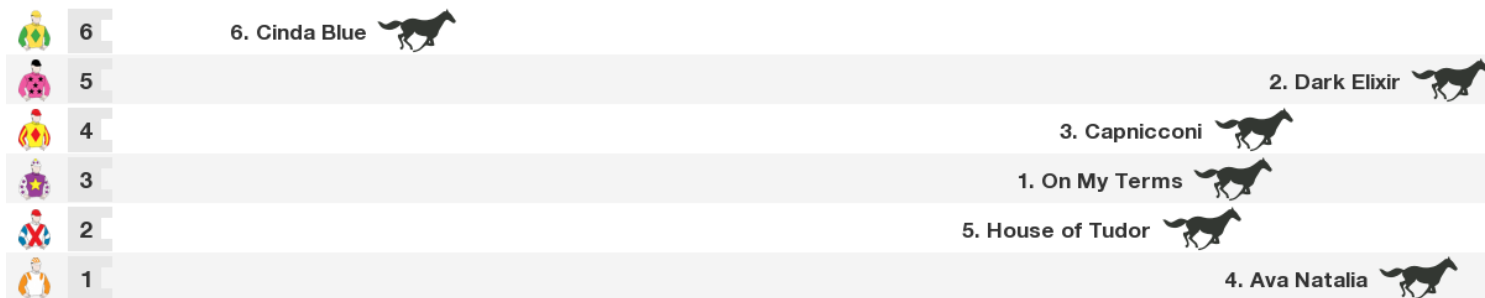 6 6. Cinda Blue
5 2. Dark Elixir
4 3. Capnicconi
3 1. On My Terms
2 5. House of Tudor
1 4. Ava Natalia